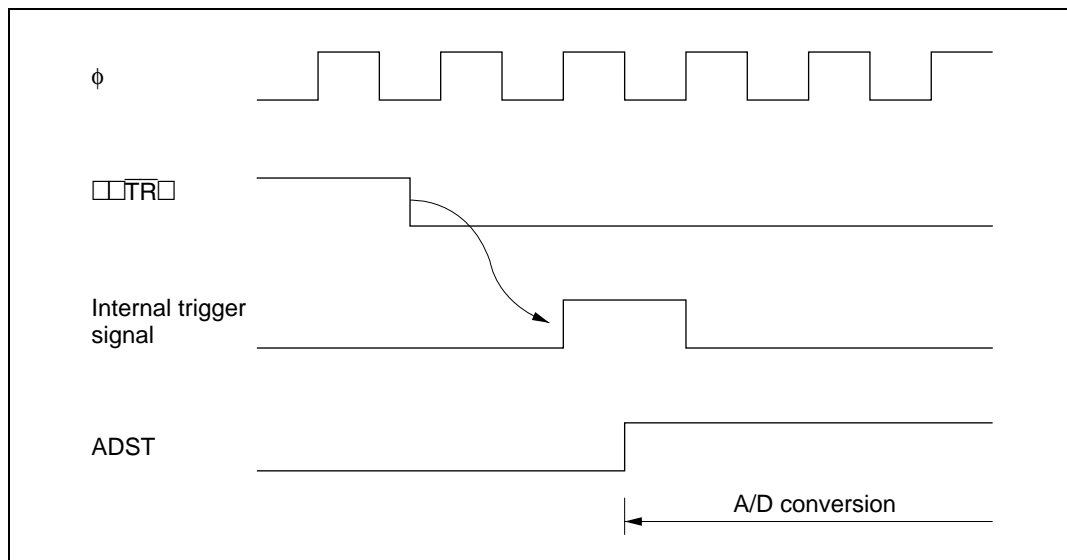 ϕ
□□TR□
Internal trigger
signal
ADST
A/D conversion